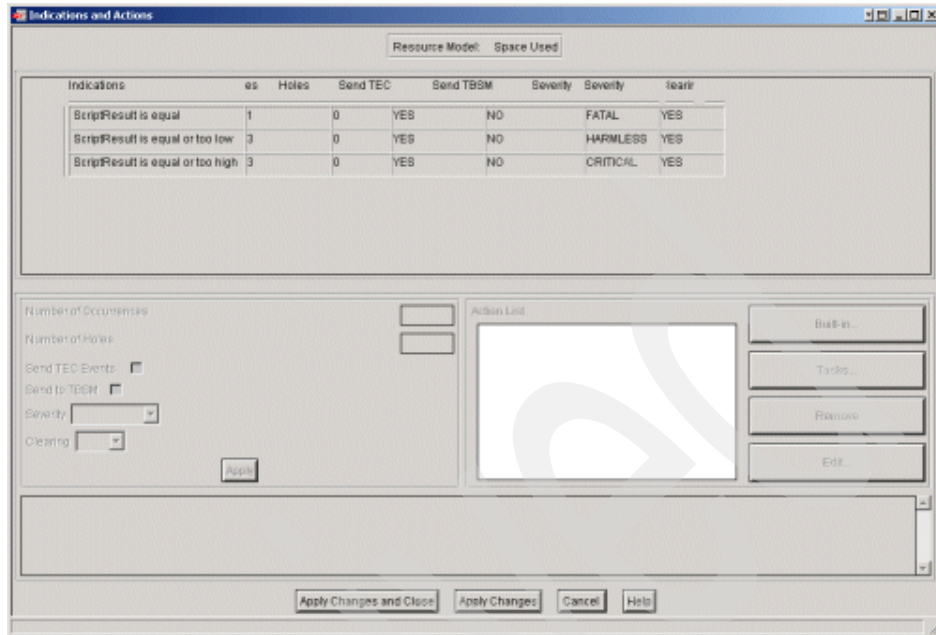 Indications and Actions
Resource Model: Space Used
Indications es Holes Send TEC Send TBSM Severity Severity learir
ScriptResult is equal 1 0 YES NO FATAL YES
ScriptResult is equal or too low 3 0 YES NO HARMLESS YES
ScriptResult is equal or too high 3 0 YES NO CRITICAL YES
Number of Occurrences
Action List
Built-in...
Number of Holes
Send TEC Events
Tasks...
Send to TBSM
Severity
Remove
Clearing
Edit...
Apply
Apply Changes and Close Apply Changes Cancel Help